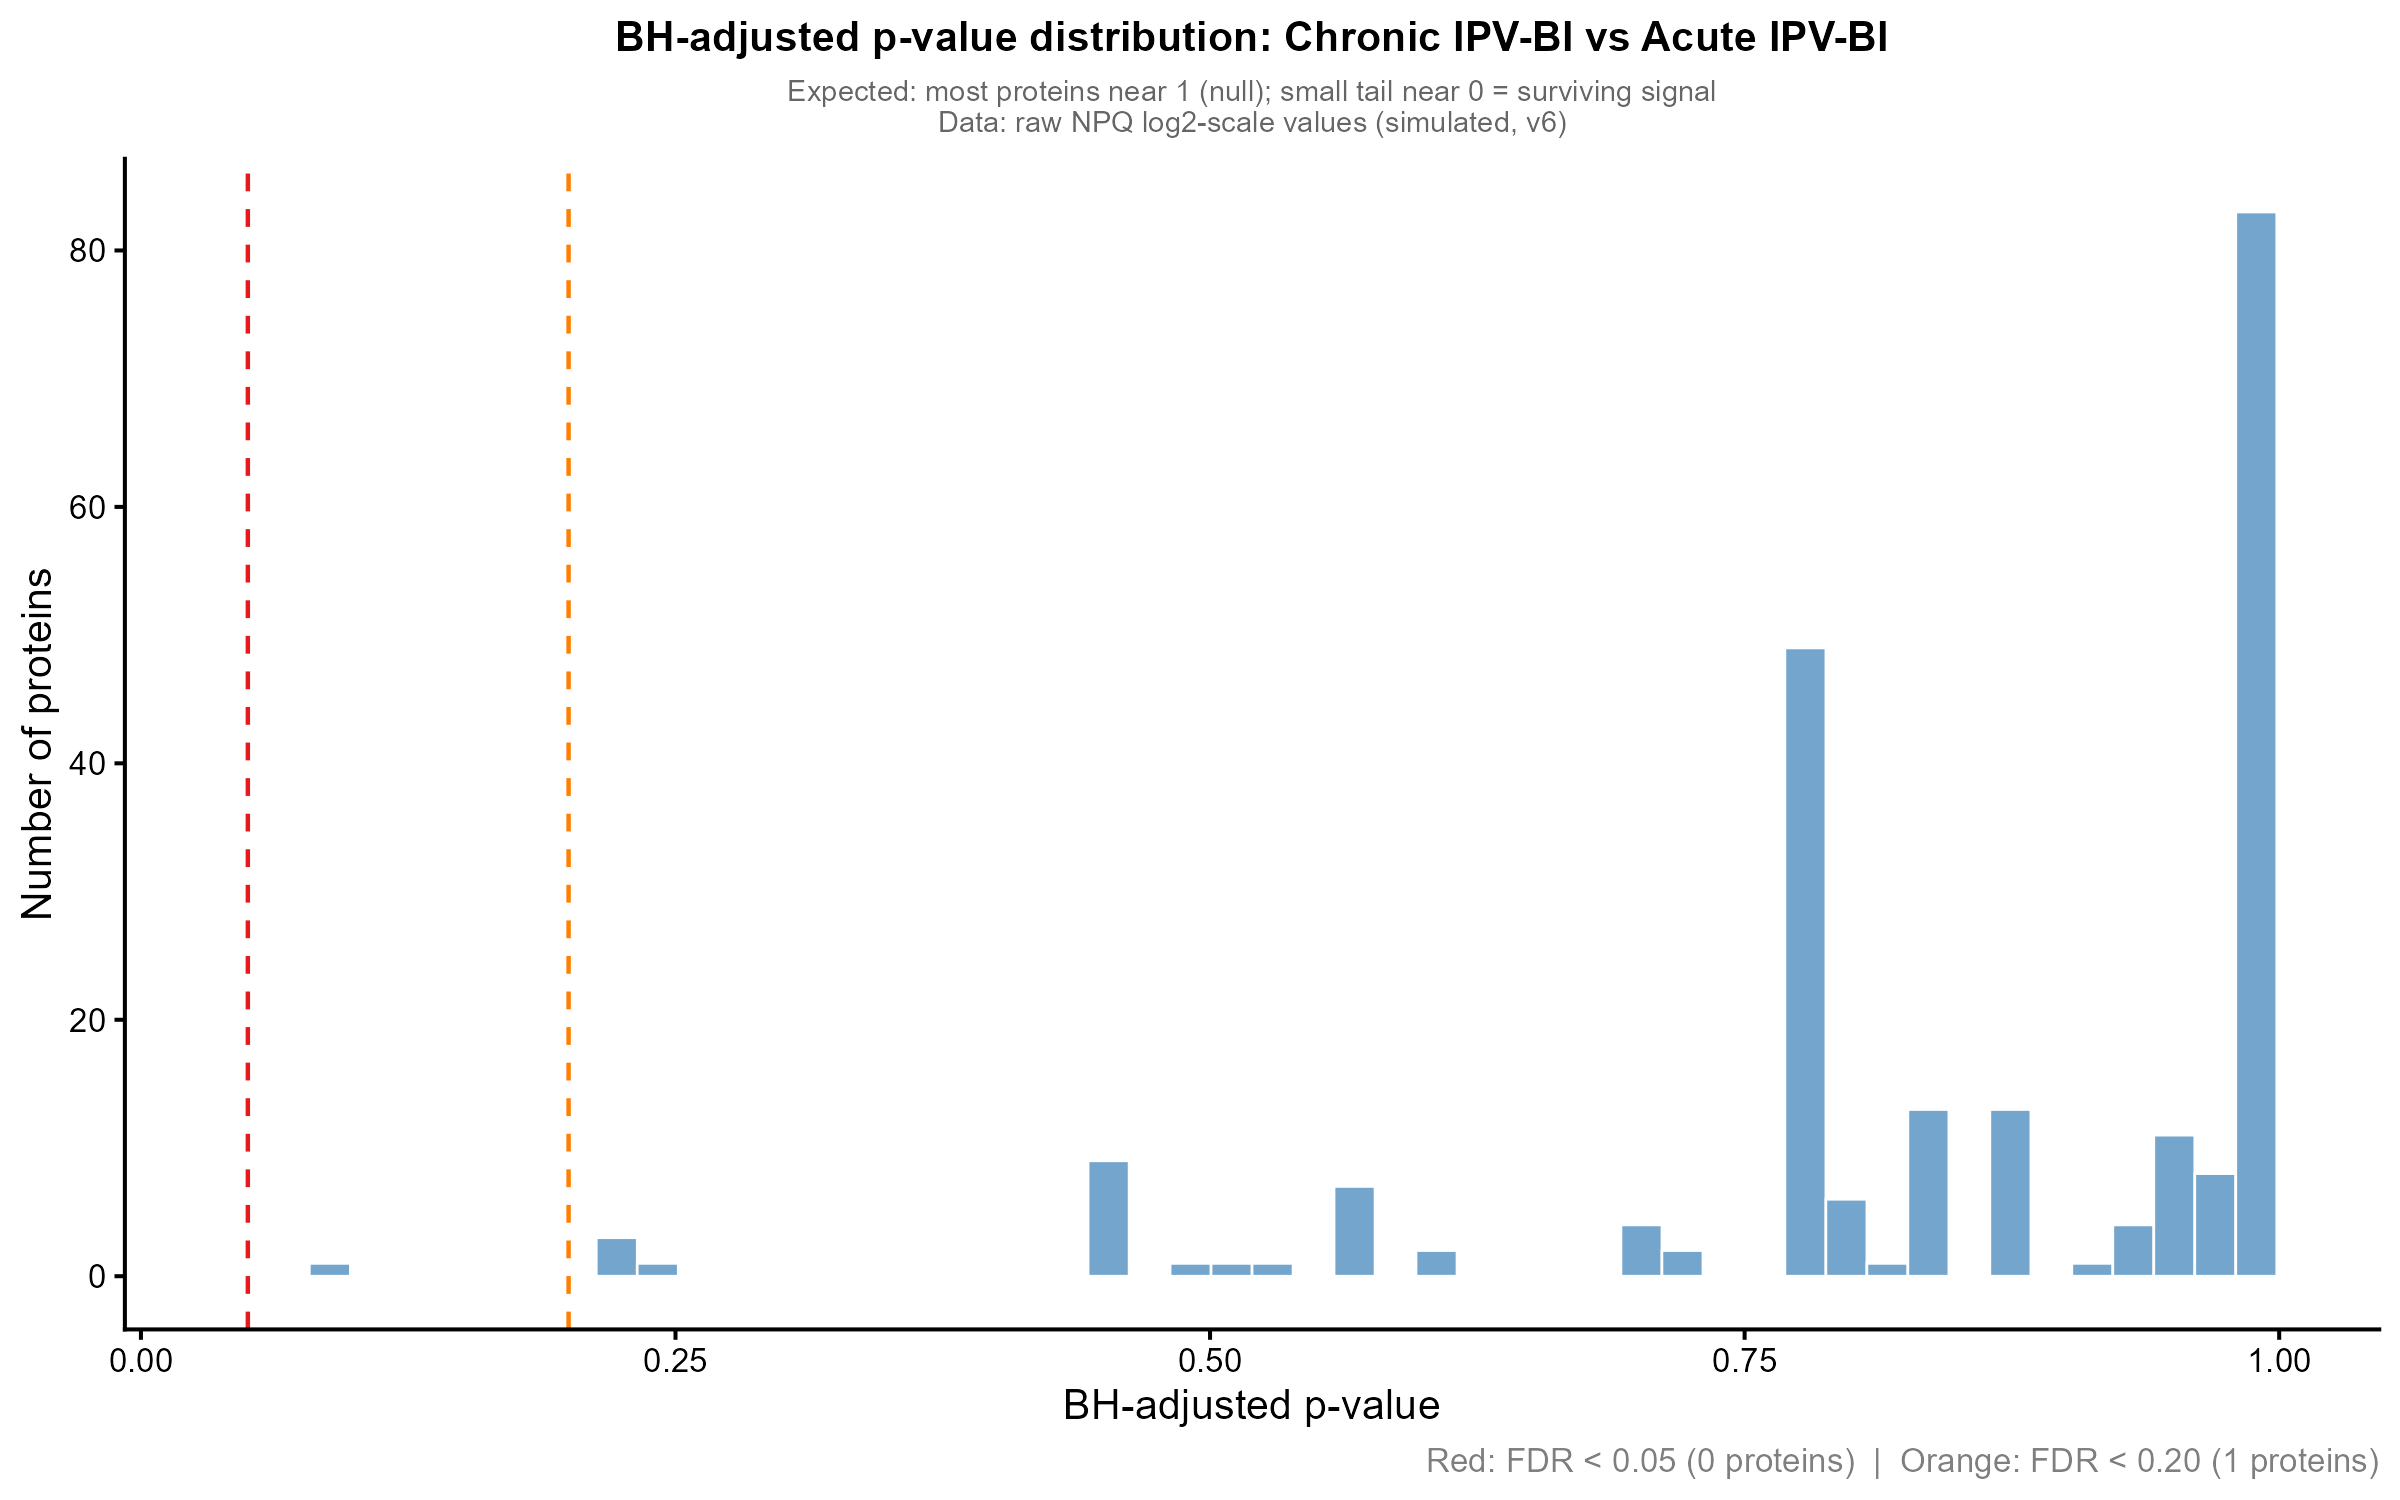 BH-adjusted p-value distribution: Chronic IPV-BI vs Acute IPV-BI
Expected: most proteins near 1 (null); small tail near 0 = surviving signal
Data: raw NPQ log2-scale values (simulated, v6)
Number of proteins
80
60
40
20
0
0.00 0.25 0.50 0.75 1.00
BH-adjusted p-value
Red: FDR < 0.05 (0 proteins) | Orange: FDR < 0.20 (1 proteins)